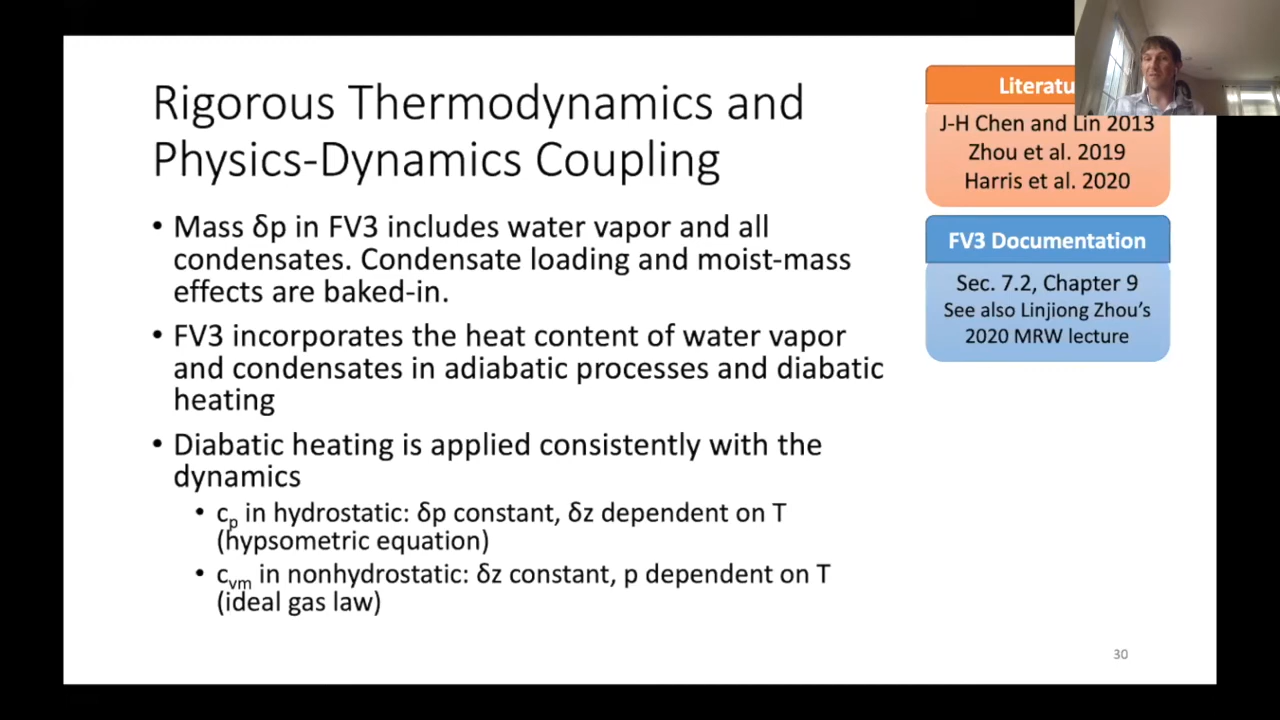 Rigorous Thermodynamics and
Physics-Dynamics Coupling
• Mass δp in FV3 includes water vapor and all
condensates. Condensate loading and moist-mass
effects are baked-in.
• FV3 incorporates the heat content of water vapor
and condensates in adiabatic processes and diabatic
heating
• Diabatic heating is applied consistently with the
dynamics
• cp in hydrostatic: δp constant, δz dependent on T
(hypsometric equation)
• cvm in nonhydrostatic: δz constant, p dependent on T
(ideal gas law)
J-H Chen and Lin 2013
Zhou et al. 2019
Harris et al. 2020
FV3 Documentation
Sec. 7.2, Chapter 9
See also Linjiong Zhou's
2020 MRW lecture
30